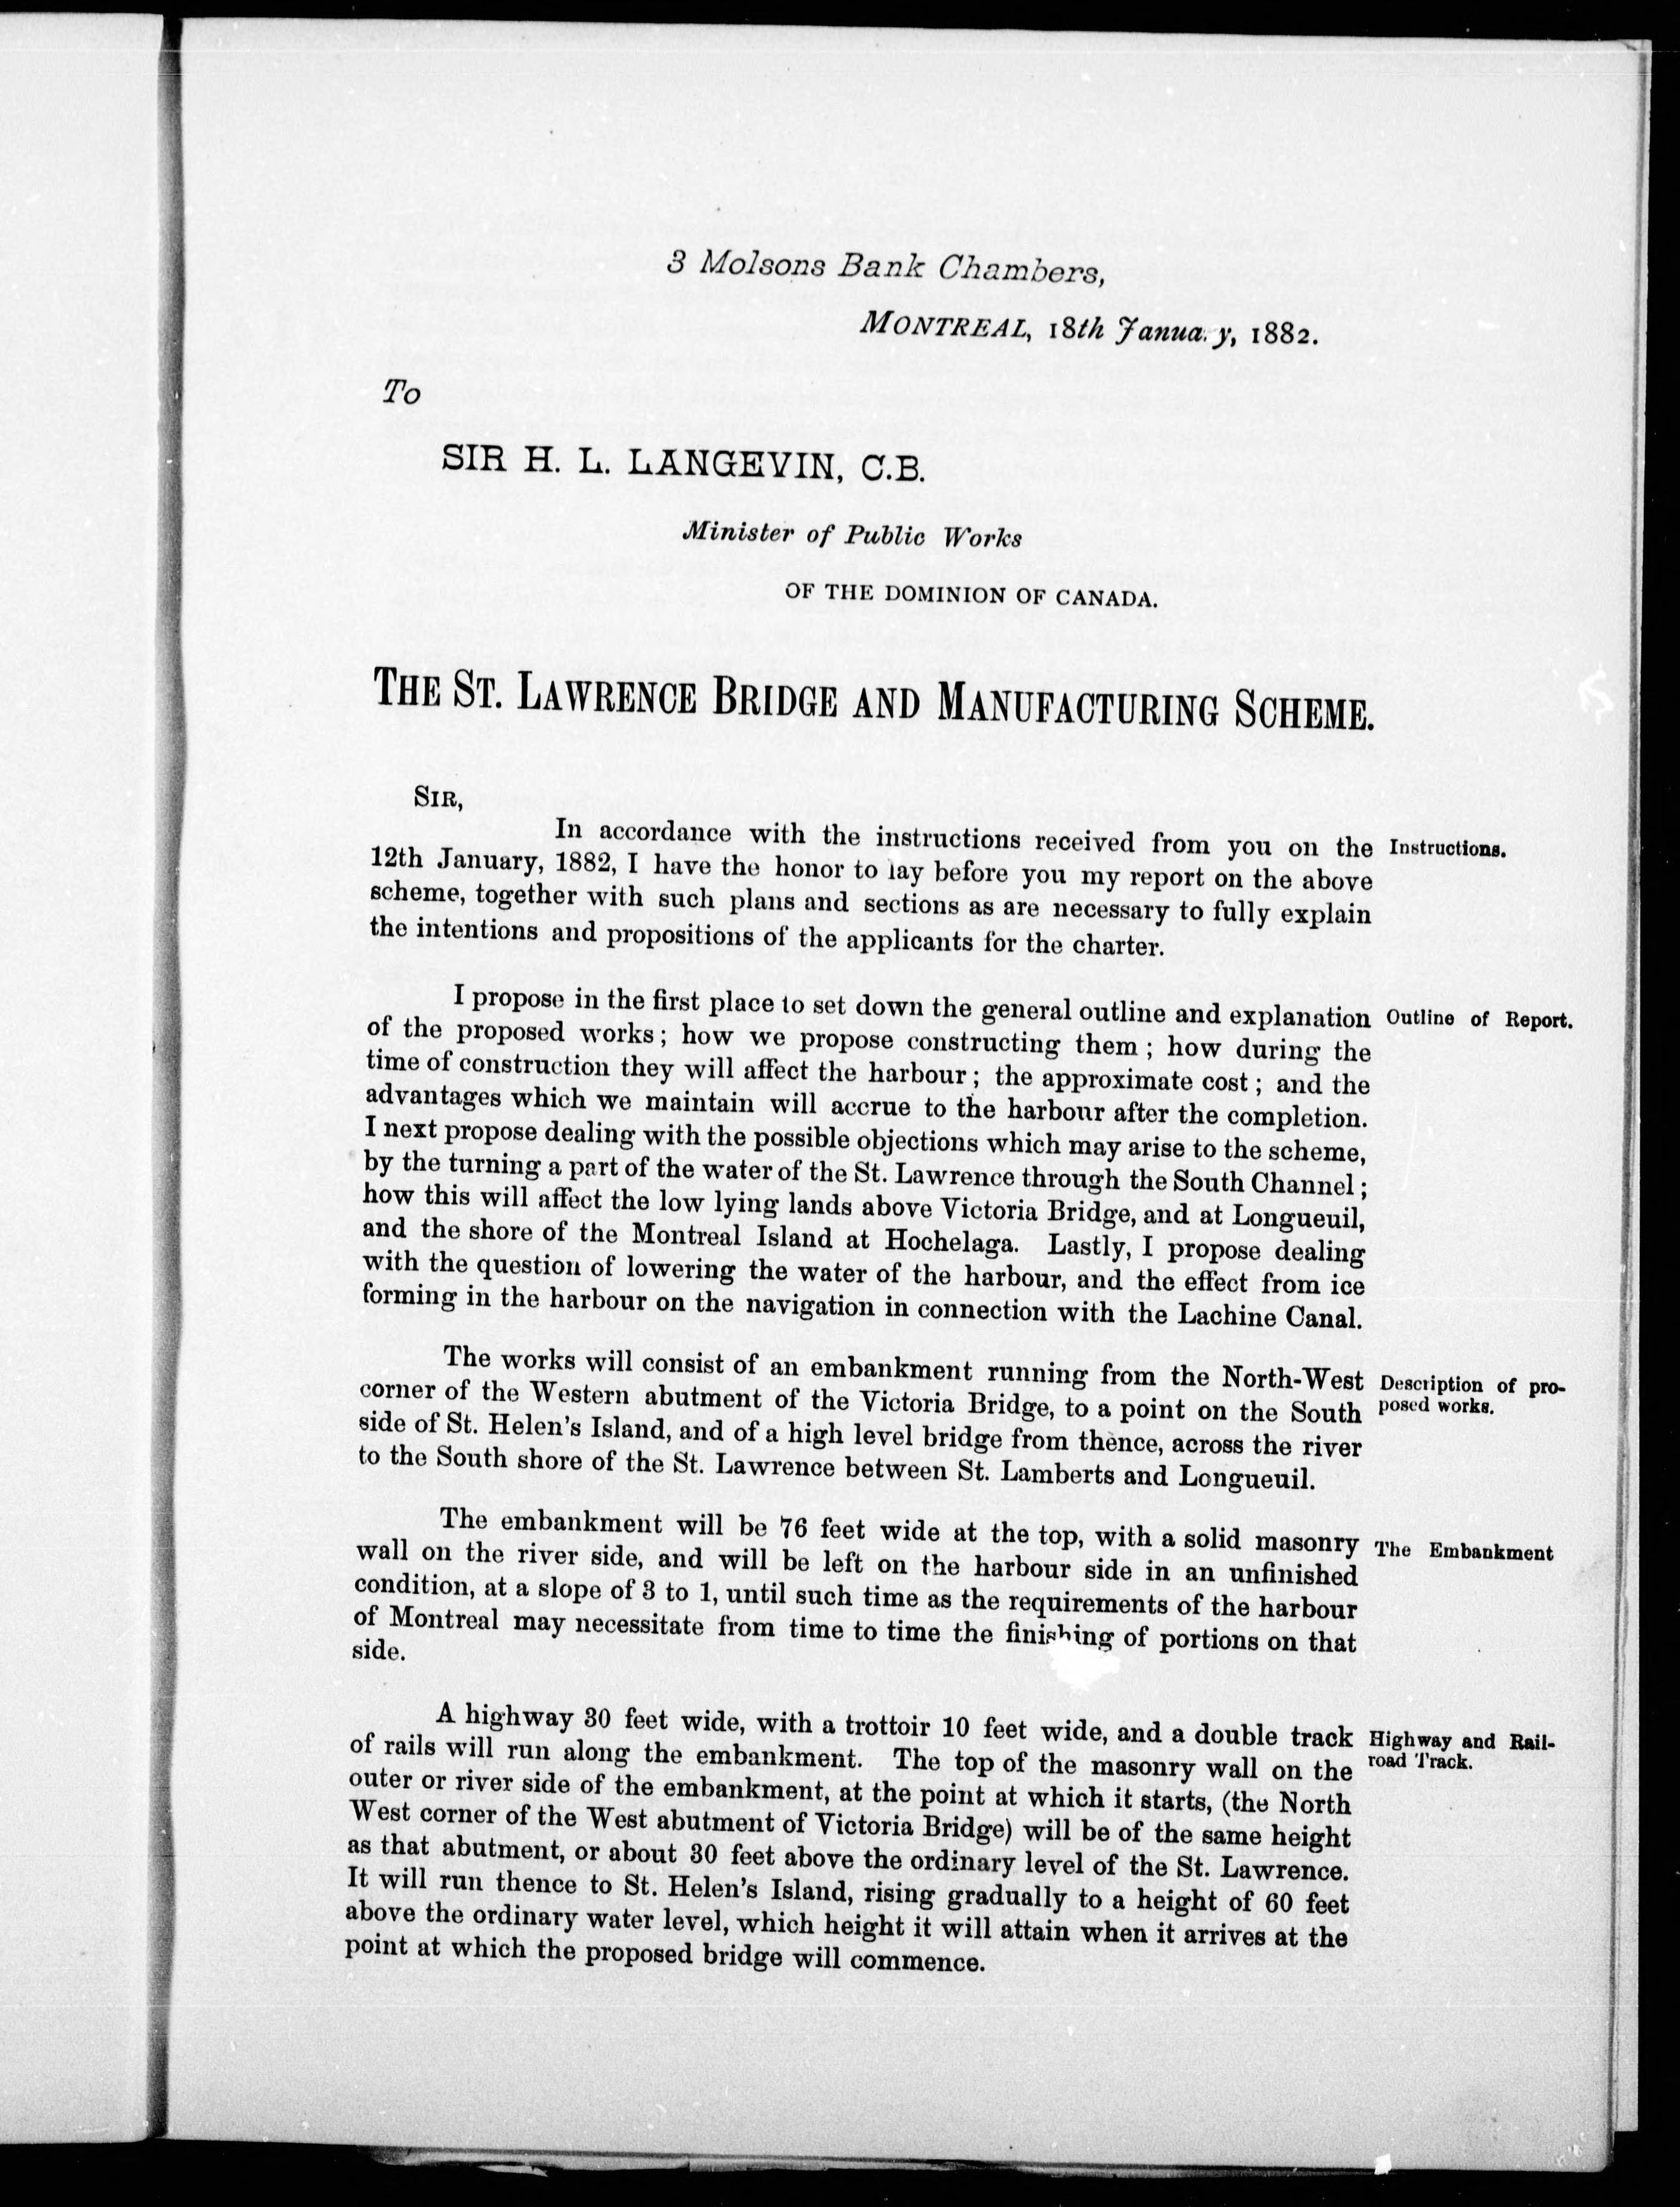 3 Molsons Bank Chambers,
MONTREAL, 18th Janua. y, 1882.
To
SIR H. L. LANGEVIN, C.B.
Minister of Public Works
OF THE DOMINION OF CANADA.
THE ST. LAWRENCE BRIDGE AND MANUFACTURING SCHEME.
SIR,
In accordance with the instructions received from you on the Instructions.
12th January, 1882, I have the honor to lay before you my report on the above
scheme, together with such plans and sections as are necessary to fully explain
the intentions and propositions of the applicants for the charter.
I propose in the first place to set down the general outline and explanation Outline of Report.
of the proposed works; how we propose constructing them; how during the
time of construction they will affect the harbour; the approximate cost; and the
advantages which we maintain will accrue to the harbour after the completion.
I next propose dealing with the possible objections which may arise to the scheme,
by the turning a part of the water of the St. Lawrence through the South Channel;
how this will affect the low lying lands above Victoria Bridge, and at Longueuil,
and the shore of the Montreal Island at Hochelaga. Lastly, I propose dealing
with the question of lowering the water of the harbour, and the effect from ice
forming in the harbour on the navigation in connection with the Lachine Canal.
The works will consist of an embankment running from the North-West Description of pro-
corner of the Western abutment of the Victoria Bridge, to a point on the South posed works.
side of St. Helen's Island, and of a high level bridge from thence, across the river
to the South shore of the St. Lawrence between St. Lamberts and Longueuil.
The embankment will be 76 feet wide at the top, with a solid masonry The Embankment
wall on the river side, and will be left on the harbour side in an unfinished
condition, at a slope of 3 to 1, until such time as the requirements of the harbour
of Montreal may necessitate from time to time the finishing of portions on that
side.
A highway 30 feet wide, with a trottoir 10 feet wide, and a double track Highway and Rail-
of rails will run along the embankment. The top of the masonry wall on the road Track.
outer or river side of the embankment, at the point at which it starts, (the North
West corner of the West abutment of Victoria Bridge) will be of the same height
as that abutment, or about 30 feet above the ordinary level of the St. Lawrence.
It will run thence to St. Helen's Island, rising gradually to a height of 60 feet
above the ordinary water level, which height it will attain when it arrives at the
point at which the proposed bridge will commence.